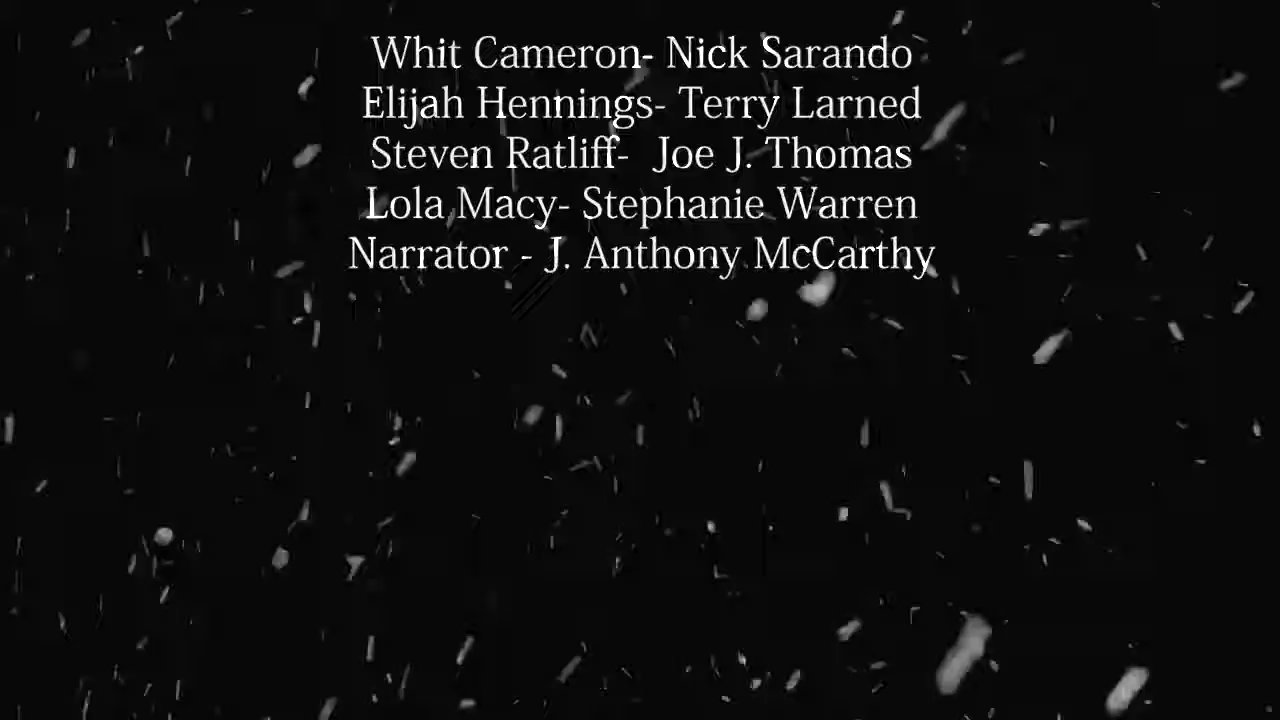 Whit Cameron- Nick Sarando
Elijah Hennings- Terry Larned
Steven Ratliff-  Joe J. Thomas
Lola Macy- Stephanie Warren
Narrator - J. Anthony McCarthy